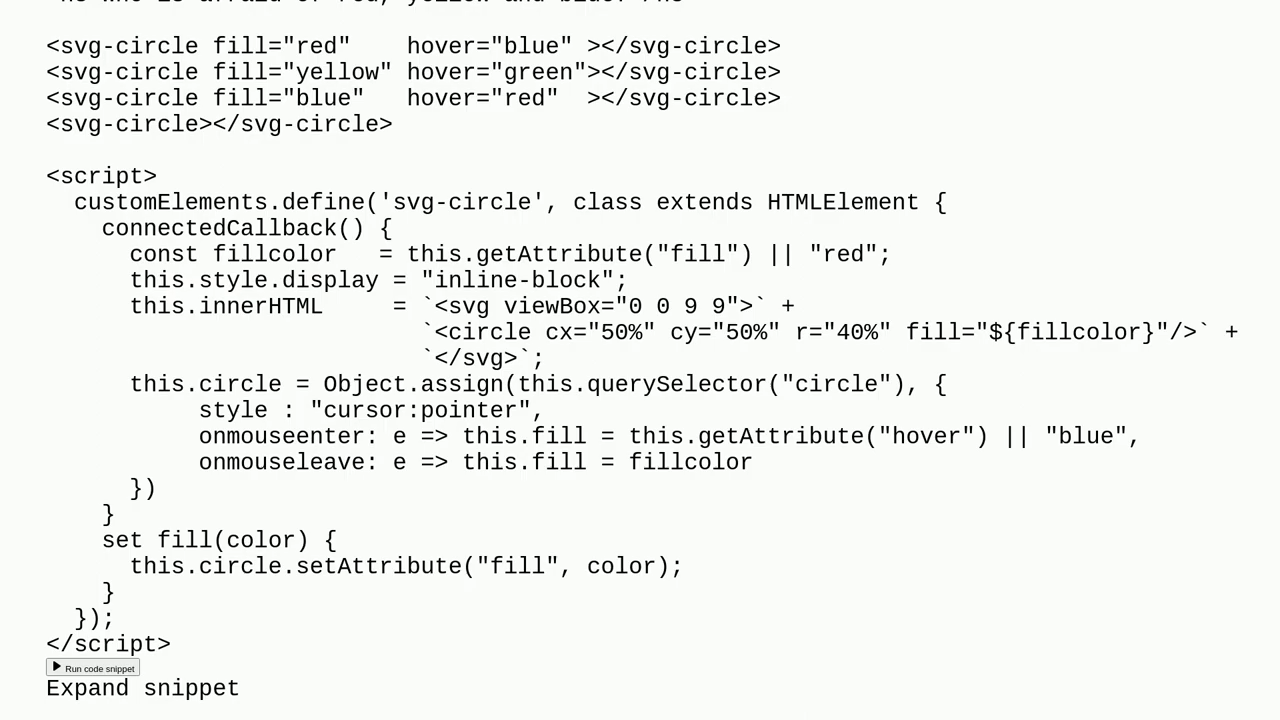 <svg-circle fill="red"    hover="blue" ></svg-circle>
<svg-circle fill="yellow" hover="green"></svg-circle>
<svg-circle fill="blue"   hover="red"  ></svg-circle>
<svg-circle></svg-circle>
<script>
  customElements.define('svg-circle', class extends HTMLElement {
    connectedCallback() {
      const fillcolor   = this.getAttribute("fill") || "red";
      this.style.display = "inline-block";
      this.innerHTML     = `<svg viewBox="0 0 9 9">` +
                           `<circle cx="50%" cy="50%" r="40%" fill="${fillcolor}"/>` +
                           `</svg>`;
      this.circle = Object.assign(this.querySelector("circle"), {
           style : "cursor:pointer",
           onmouseenter: e => this.fill = this.getAttribute("hover") || "blue",
           onmouseleave: e => this.fill = fillcolor
      })
    }
    set fill(color) {
      this.circle.setAttribute("fill", color);
    }
  });
</script>
Run code snippet
Expand snippet